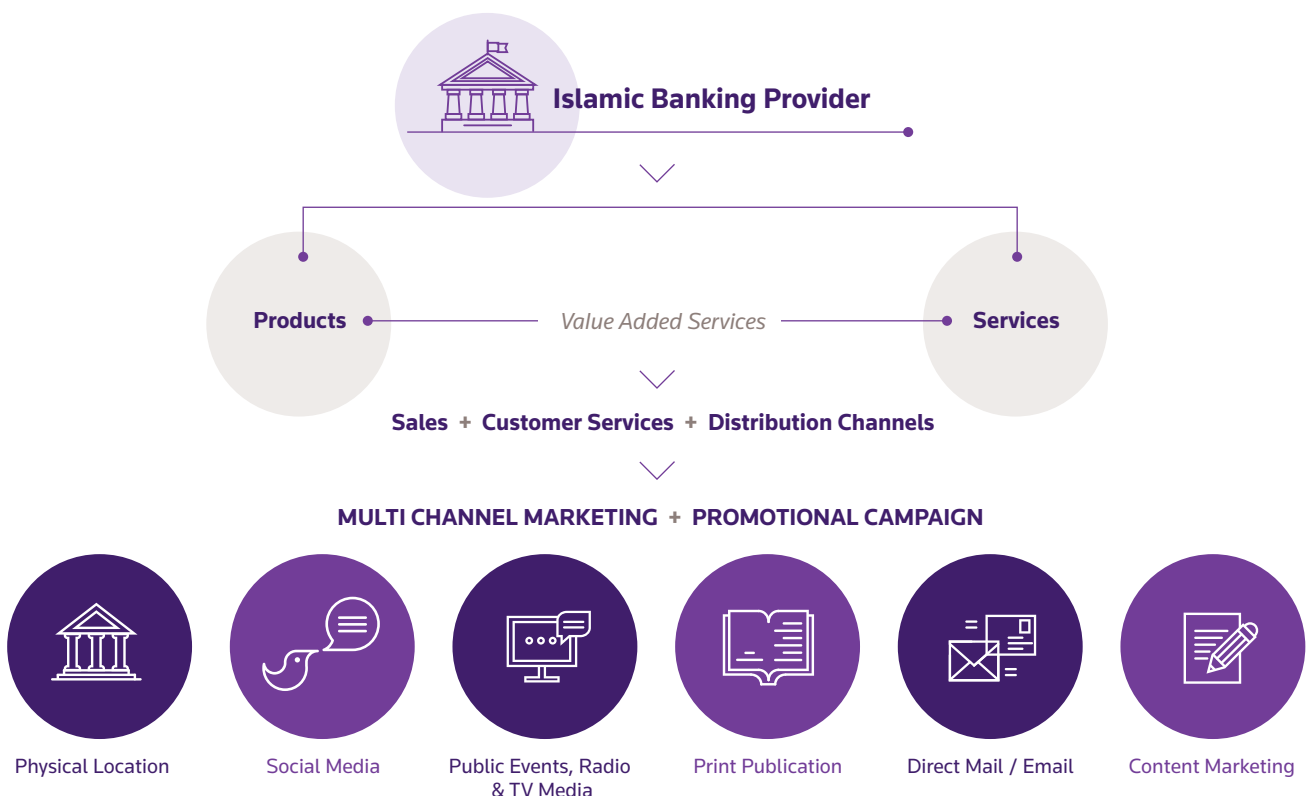 Islamic Banking Provider
Products
Value Added Services
Services
Sales + Customer Services + Distribution Channels
MULTI CHANNEL MARKETING + PROMOTIONAL CAMPAIGN
Physical Location
Social Media
Public Events, Radio
& TV Media
Print Publication
Direct Mail / Email
Content Marketing